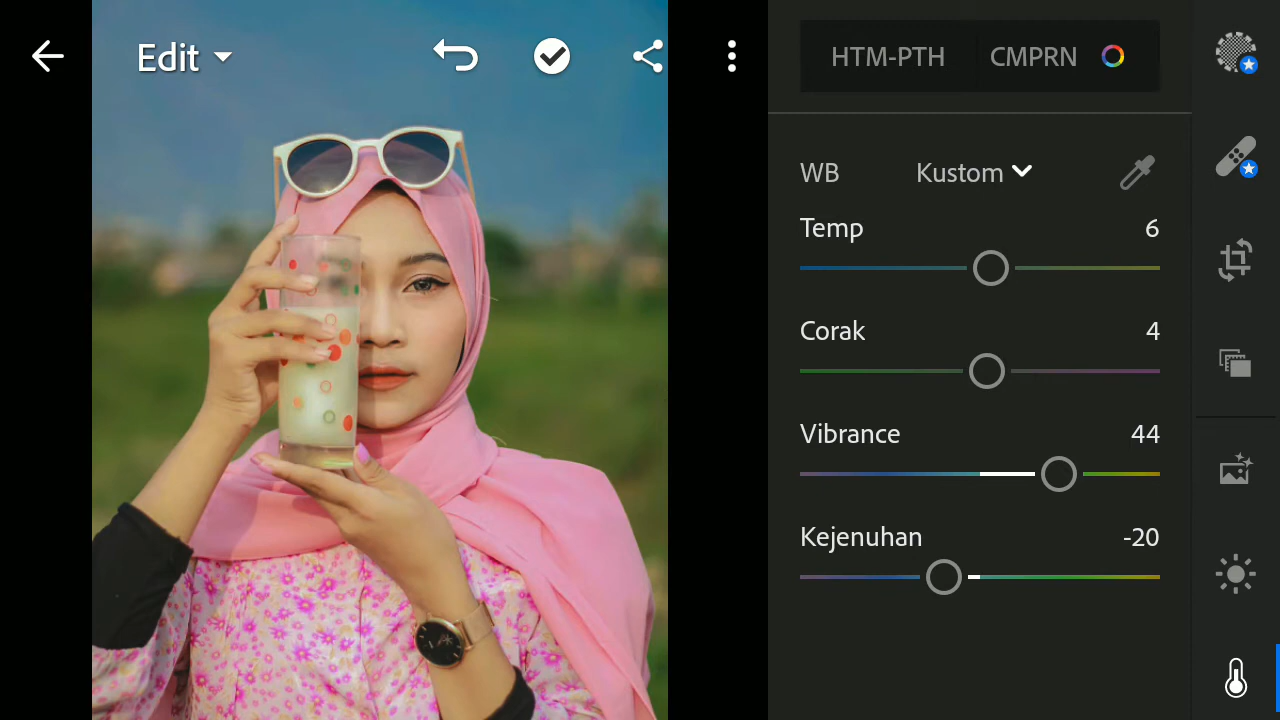 Edit
HTM-PTH CMPRN
WB Kustom
Temp 6
Corak 4
Vibrance 44
Kejenuhan -20